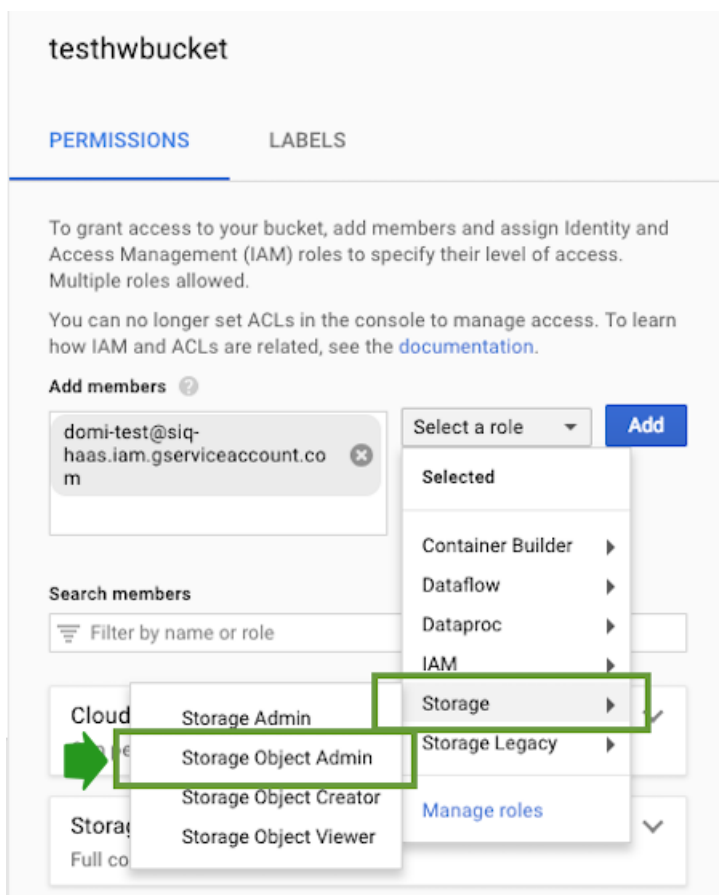 testhwbucket
PERMISSIONS LABELS
To grant access to your bucket, add members and assign Identity and
Access Management (IAM) roles to specify their level of access.
Multiple roles allowed.
You can no longer set ACLs in the console to manage access. To learn
how IAM and ACLs are related, see the documentation.
Add members
domi-test@siq-
haas.iam.gserviceaccount.co
m
Select a role
Add
Selected
Container Builder
Dataflow
Dataproc
IAM
Storage
Storage Legacy
Manage roles
Search members
Filter by name or role
Cloud
Storage Admin
Storage Object Admin
Storage Object Creator
Storage Object Viewer
Full co